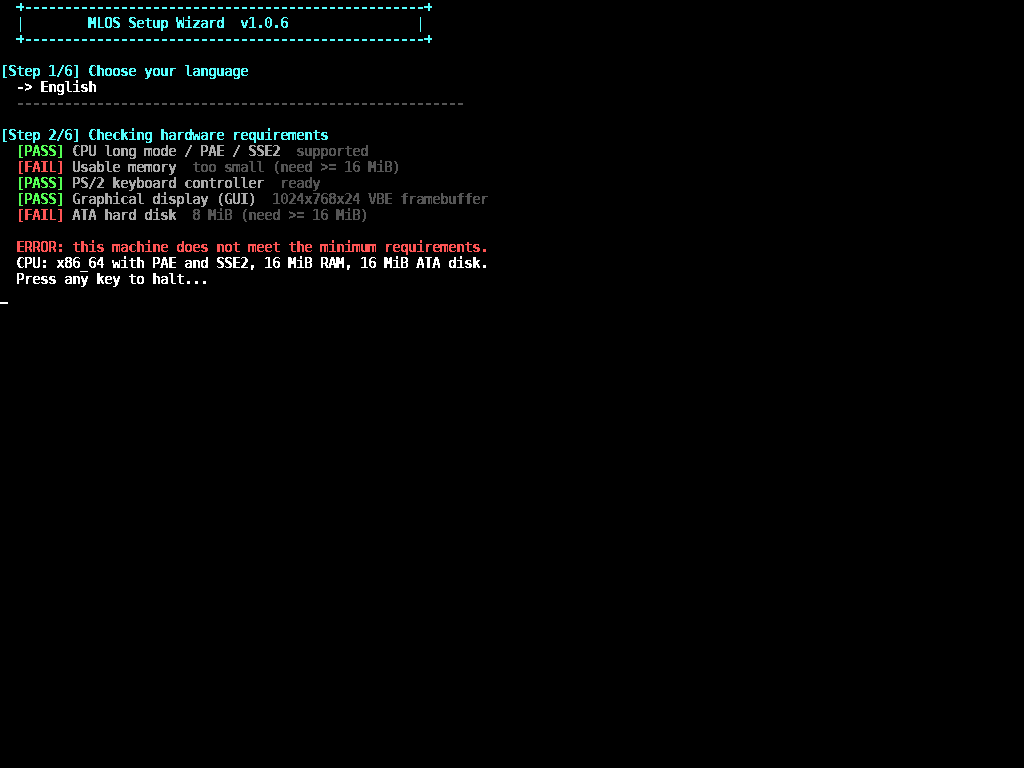 +--------------------------------------------------+
|        MLOS Setup Wizard  v1.0.6                |
+--------------------------------------------------+
[Step 1/6] Choose your language
-> English
--------------------------------------------------------
[Step 2/6] Checking hardware requirements
[PASS] CPU long mode / PAE / SSE2  supported
[FAIL] Usable memory  too small (need >= 16 MiB)
[PASS] PS/2 keyboard controller  ready
[PASS] Graphical display (GUI)  1024x768x24 VBE framebuffer
[FAIL] ATA hard disk  8 MiB (need >= 16 MiB)
ERROR: this machine does not meet the minimum requirements.
CPU: x86_64 with PAE and SSE2, 16 MiB RAM, 16 MiB ATA disk.
Press any key to halt...
_